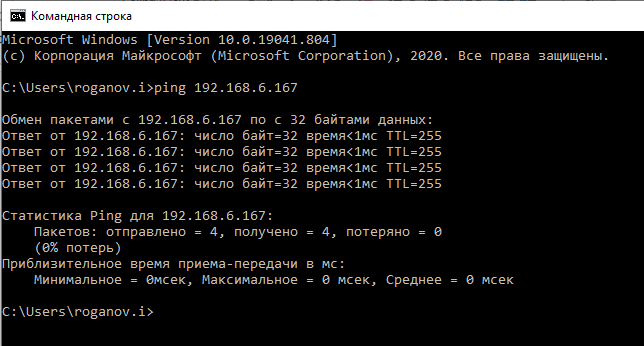 Командная строка
Microsoft Windows [Version 10.0.19041.804]
(c) Корпорация Майкрософт (Microsoft Corporation), 2020. Все права защищены.
C:\Users\roganov.i>ping 192.168.6.167
Обмен пакетами с 192.168.6.167 по с 32 байтами данных:
Ответ от 192.168.6.167: число байт=32 время<1мс TTL=255
Ответ от 192.168.6.167: число байт=32 время<1мс TTL=255
Ответ от 192.168.6.167: число байт=32 время<1мс TTL=255
Ответ от 192.168.6.167: число байт=32 время<1мс TTL=255
Статистика Ping для 192.168.6.167:
Пакетов: отправлено = 4, получено = 4, потеряно = 0
(0% потерь)
Приблизительное время приема-передачи в мс:
Минимальное = 0мсек, Максимальное = 0 мсек, Среднее = 0 мсек
C:\Users\roganov.i>